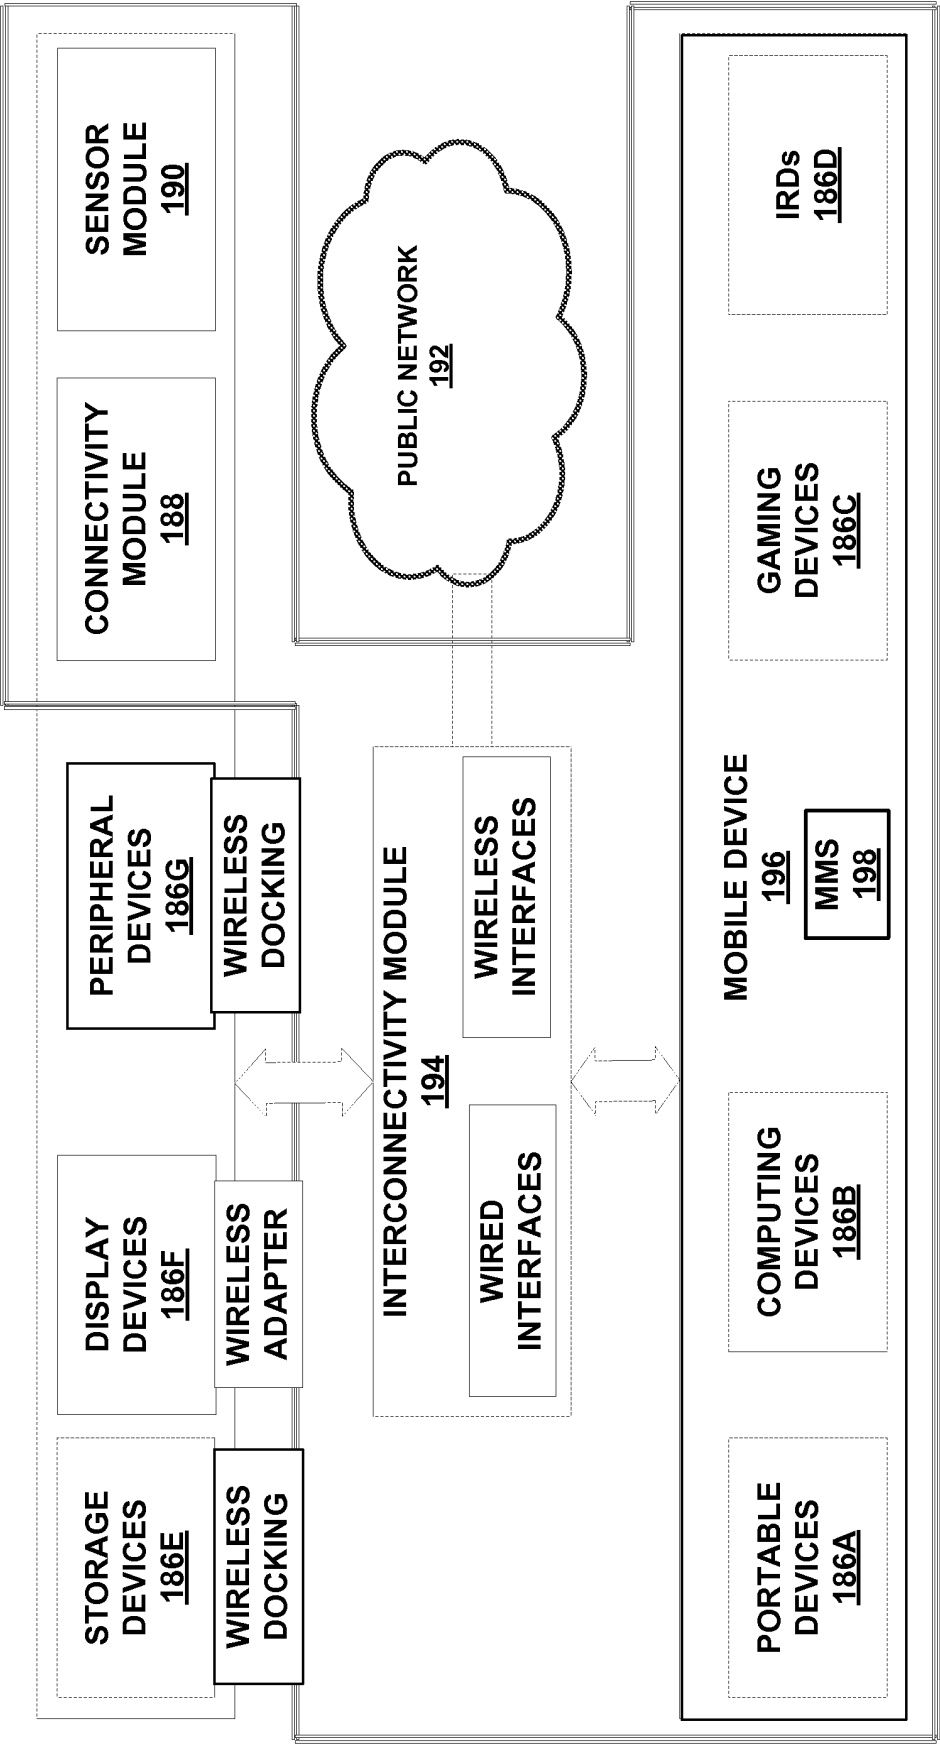 STORAGE
DEVICES
186E
WIRELESS
DOCKING
DISPLAY
DEVICES
186F
WIRELESS
ADAPTER
PERIPHERAL
DEVICES
186G
WIRELESS
DOCKING
CONNECTIVITY
MODULE
188
SENSOR
MODULE
190
INTERCONNECTIVITY MODULE
194
WIRED
INTERFACES
WIRELESS
INTERFACES
PUBLIC NETWORK
192
MOBILE DEVICE
196
MMS
198
PORTABLE
DEVICES
186A
COMPUTING
DEVICES
186B
GAMING
DEVICES
186C
IRDs
186D